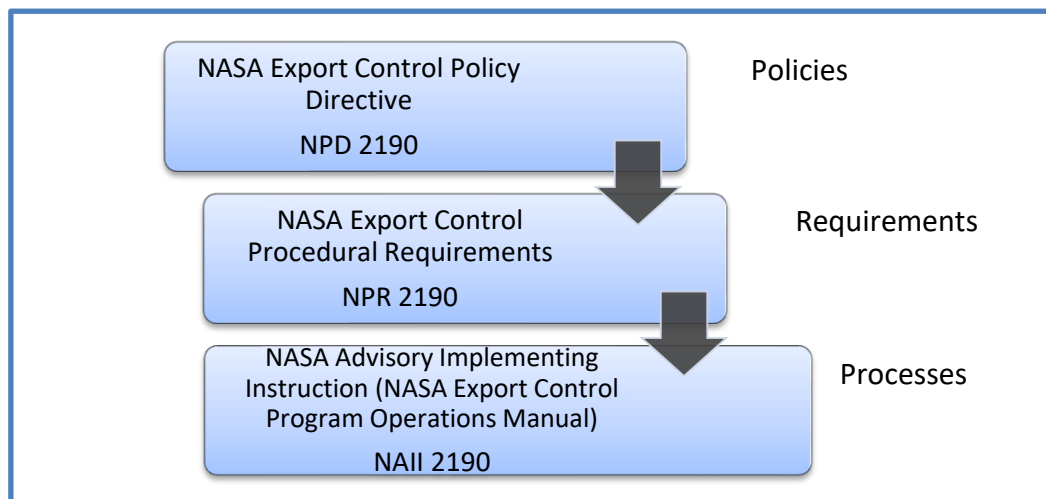 NASA Export Control Policy
Directive
NPD 2190
Policies
NASA Export Control
Procedural Requirements
NPR 2190
Requirements
NASA Advisory Implementing
Instruction (NASA Export Control
Program Operations Manual)
NAII 2190
Processes